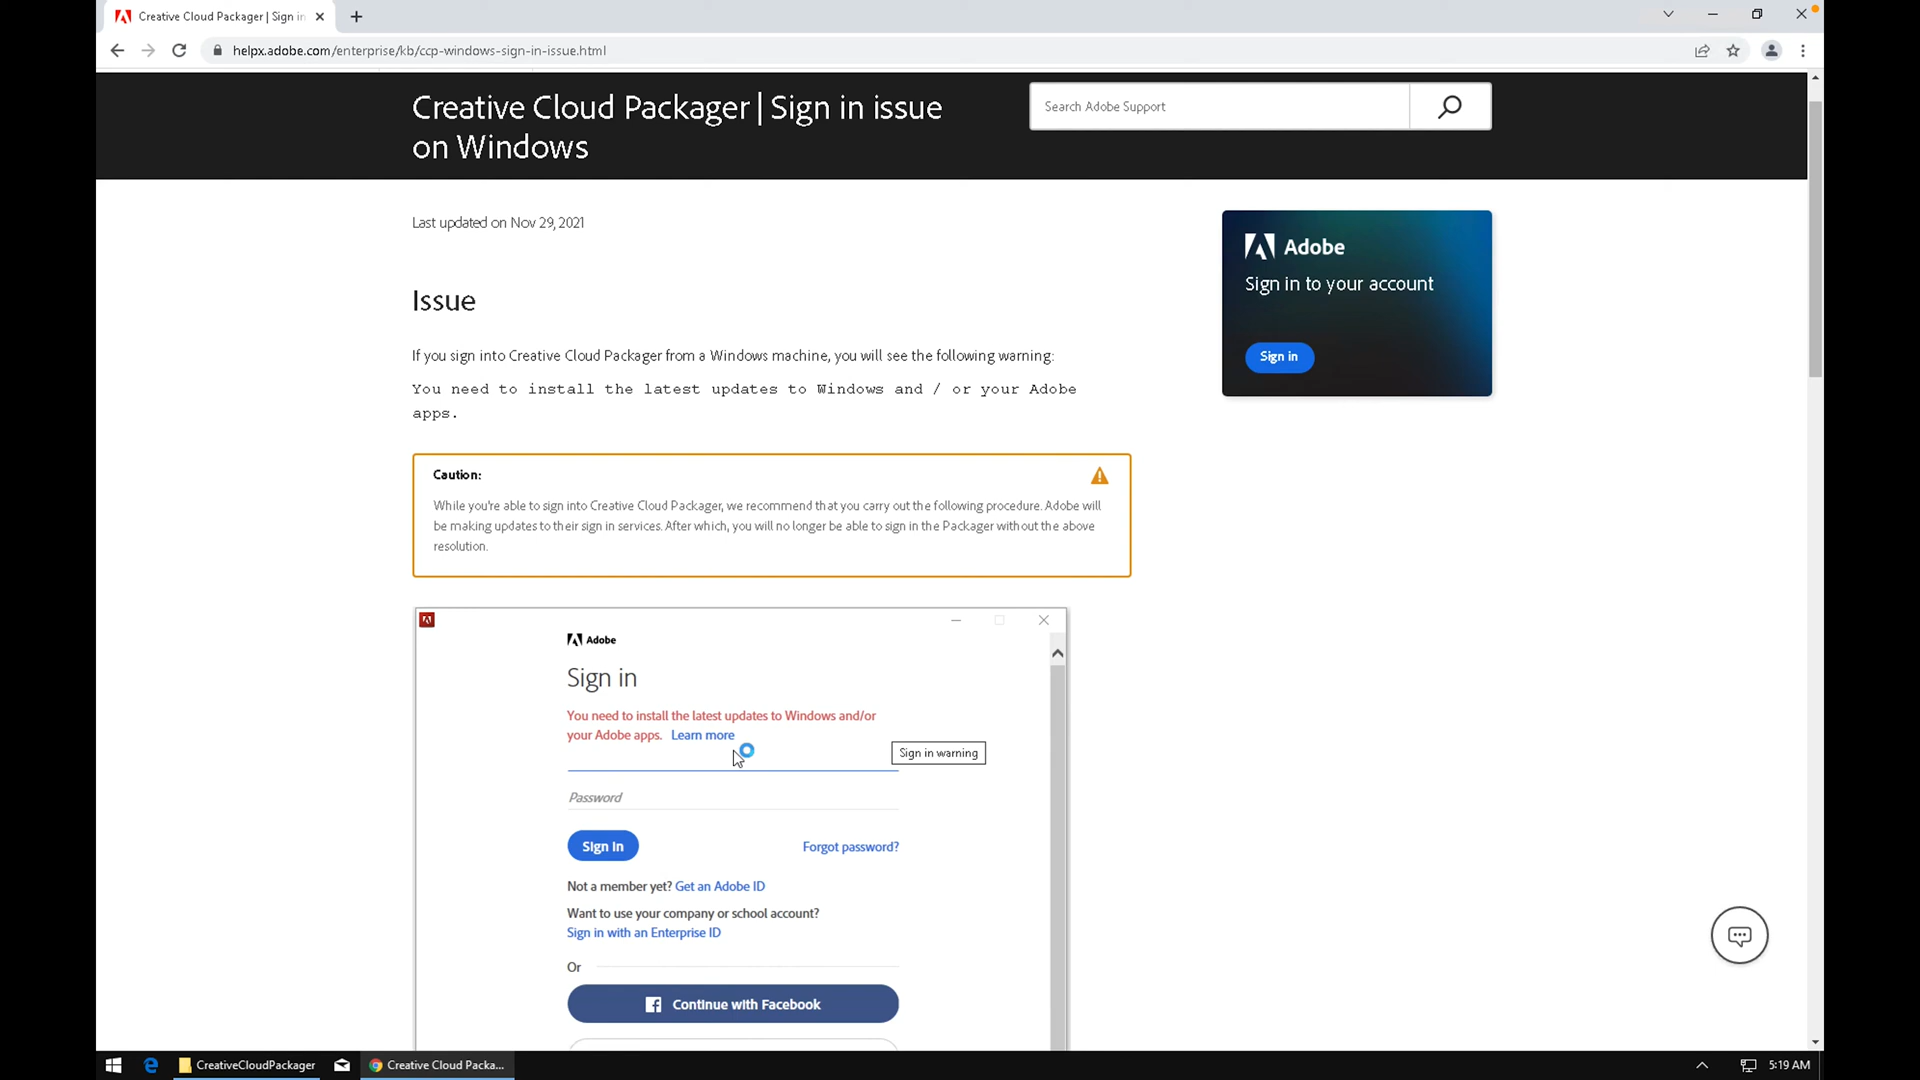 Creative Cloud Packager | Sign in
helpx.adobe.com/enterprise/kb/ccp-windows-sign-in-issue.html
Creative Cloud Packager | Sign in issue
on Windows
Search Adobe Support
Last updated on Nov 29, 2021
Adobe
Sign in to your account
Sign in
Issue
If you sign into Creative Cloud Packager from a Windows machine, you will see the following warning:
You need to install the latest updates to Windows and / or your Adobe
apps.
Caution:
While you're able to sign into Creative Cloud Packager, we recommend that you carry out the following procedure. Adobe will
be making updates to their sign in services. After which, you will no longer be able to sign in the Packager without the above
resolution.
Adobe
Sign in
You need to install the latest updates to Windows and/or
your Adobe apps. Learn more
Sign in warning
Password
Sign in
Forgot password?
Not a member yet? Get an Adobe ID
Want to use your company or school account?
Sign in with an Enterprise ID
Or
Continue with Facebook
CreativeCloudPackager
Creative Cloud Packa...
5:19 AM